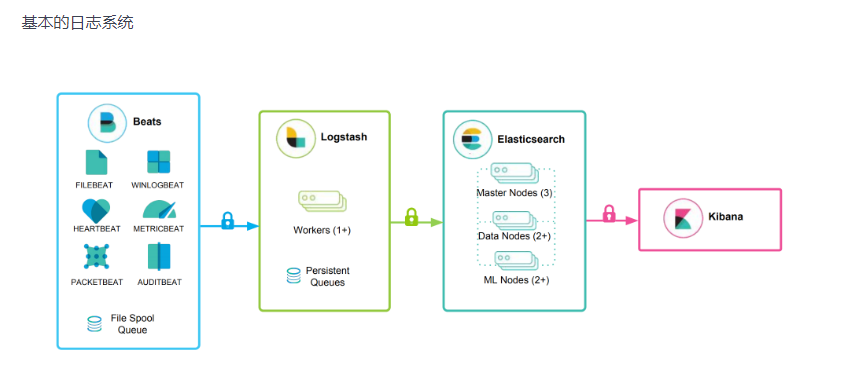 基本的日志系统
Beats
FILEBEAT
WINLOGBEAT
HEARTBEAT
METRICBEAT
PACKETBEAT
AUDITBEAT
File Spool
Queue
Logstash
Workers (1+)
Persistent
Queues
Elasticsearch
Master Nodes (3)
Data Nodes (2+)
ML Nodes (2+)
Kibana